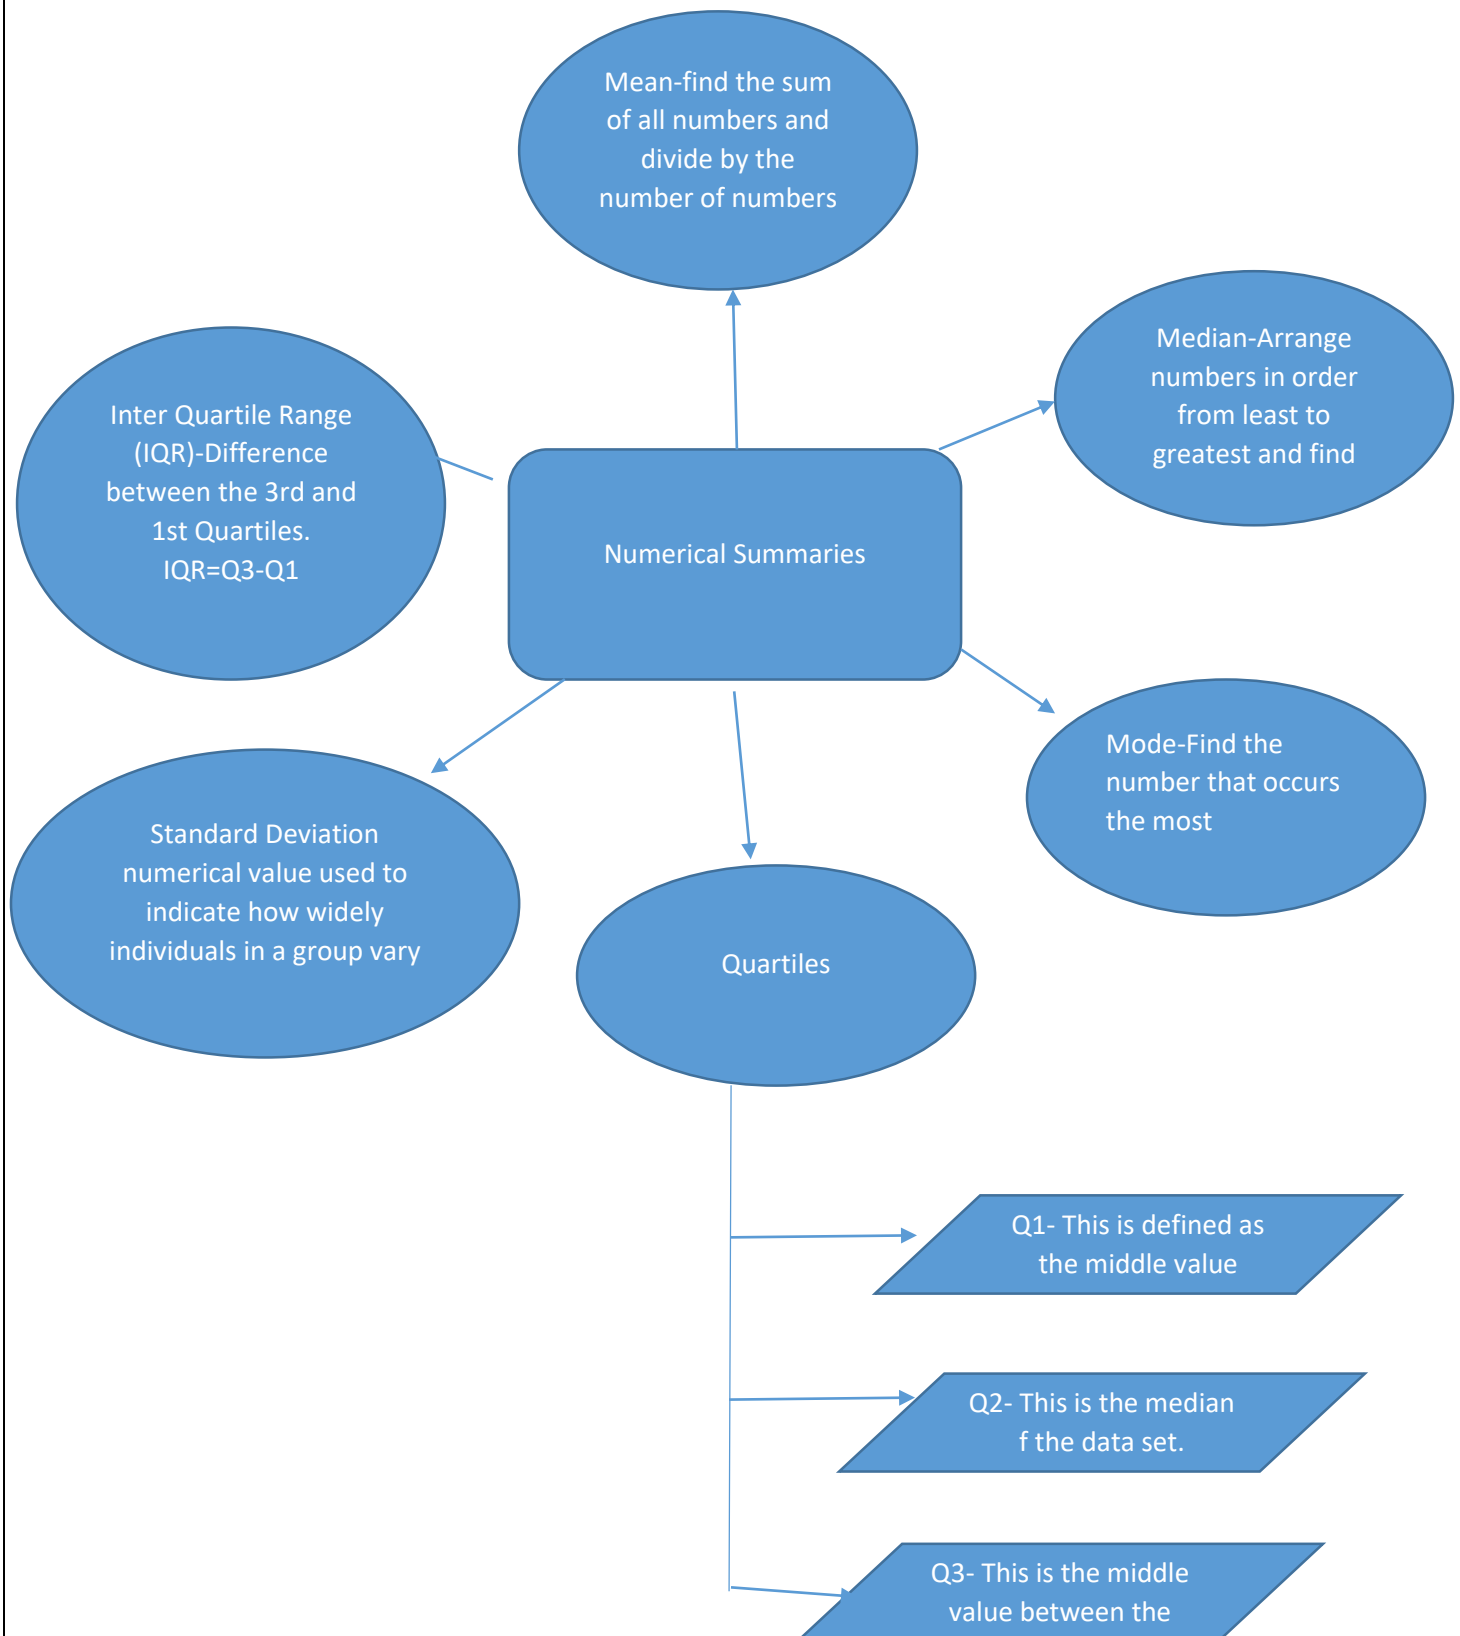 Mean-find the sum
of all numbers and
divide by the
number of numbers
Median-Arrange
numbers in order
from least to
greatest and find
Inter Quartile Range
(IQR)-Difference
between the 3rd and
1st Quartiles.
IQR=Q3-Q1
Numerical Summaries
Mode-Find the
number that occurs
the most
Standard Deviation
numerical value used to
indicate how widely
individuals in a group vary
Quartiles
Q1- This is defined as
the middle value
Q2- This is the median
f the data set.
Q3- This is the middle
value between the